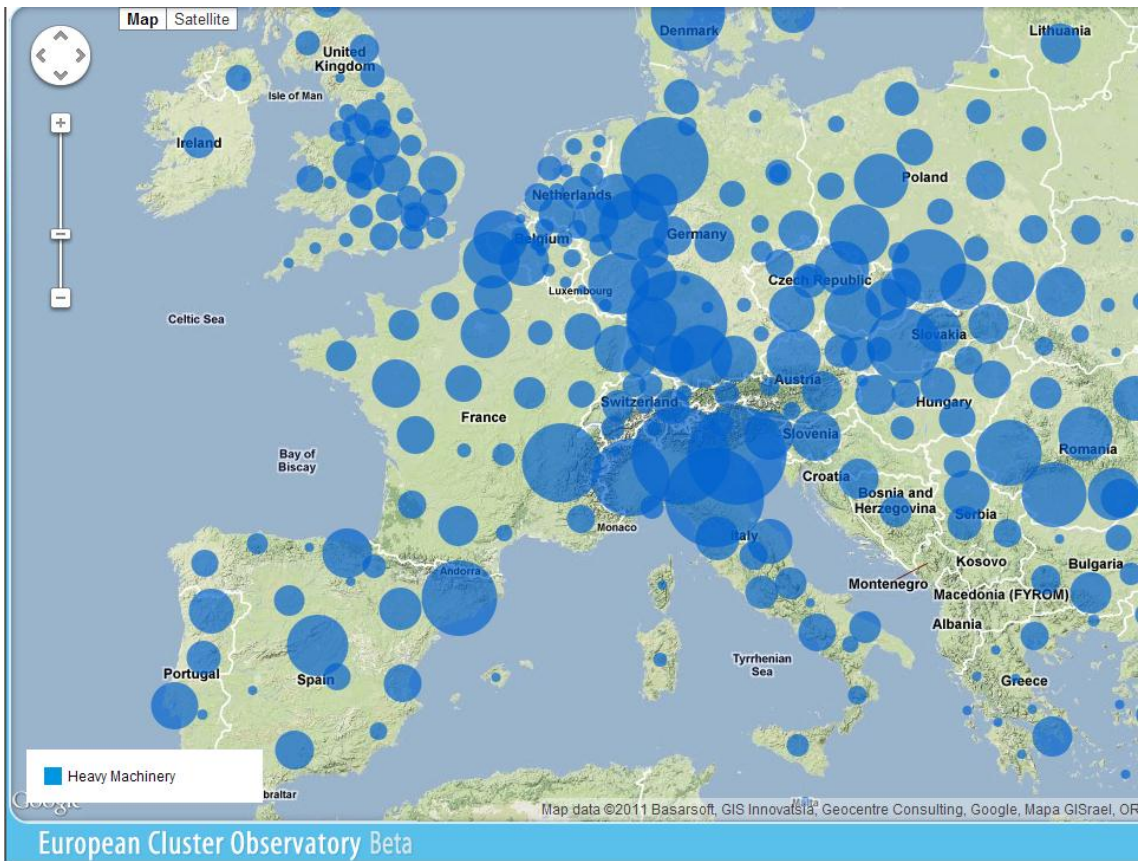 Map Satellite
Denmark
Lithuania
United
Kingdom
Isle of Man
Ireland
Poland
Netherlands
Germany
Belgium
Czech Republic
Luxembourg
Celtic Sea
Slovakia
Austria
Switzerland
Hungary
France
Slovenia
Romania
Bay of
Biscay
Croatia
Bosnia and
Herzegovina
Serbia
Monaco
Italy
Kosovo
Bulgaria
Andorra
Montenegro
Macedonia (FYROM)
Albania
Tyrrhenian
Sea
Portugal
Spain
Greece
Heavy Machinery
Google
ibraltar
Malta
Map data ©2011 Basarsoft, GIS Innovatsia, Geocentre Consulting, Google, Mapa GISrael, OR
European Cluster Observatory Beta